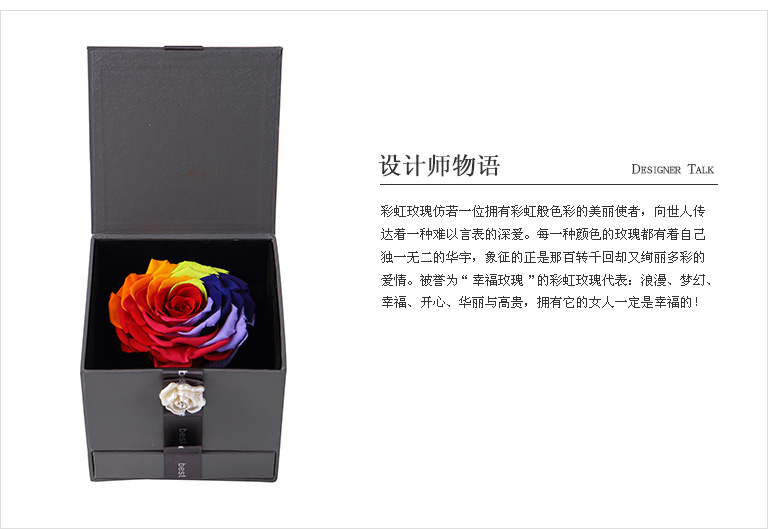 设计师物语
DESIGNER TALK
彩虹玫瑰仿若一位拥有彩虹般色彩的美丽使者，向世人传
达着一种难以言表的深爱。每一种颜色的玫瑰都有着自己
独一无二的华宇，象征的正是那百转千回却又绚丽多彩的
爱情。被誉为“幸福玫瑰”的彩虹玫瑰代表：浪漫、梦幻、
幸福、开心、华丽与高贵，拥有它的女人一定是幸福的！
best
best